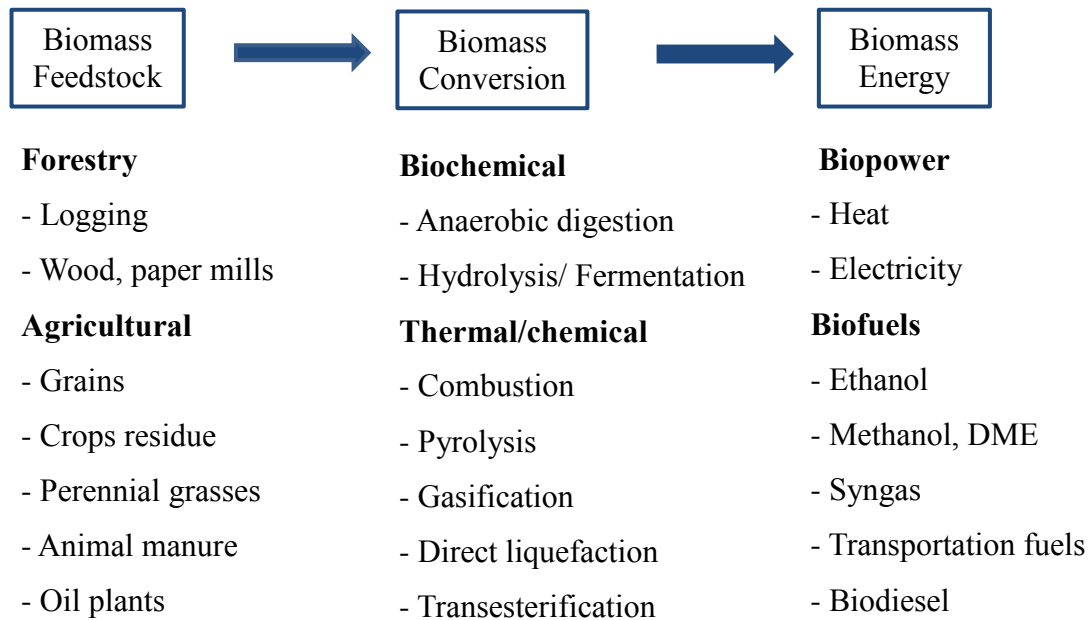 Biomass
Feedstock
Biomass
Conversion
Biomass
Energy
Forestry
- Logging
- Wood, paper mills
Agricultural
- Grains
- Crops residue
- Perennial grasses
- Animal manure
- Oil plants
Biochemical
- Anaerobic digestion
- Hydrolysis/ Fermentation
Thermal/chemical
- Combustion
- Pyrolysis
- Gasification
- Direct liquefaction
- Transesterification
Biopower
- Heat
- Electricity
Biofuels
- Ethanol
- Methanol, DME
- Syngas
- Transportation fuels
- Biodiesel